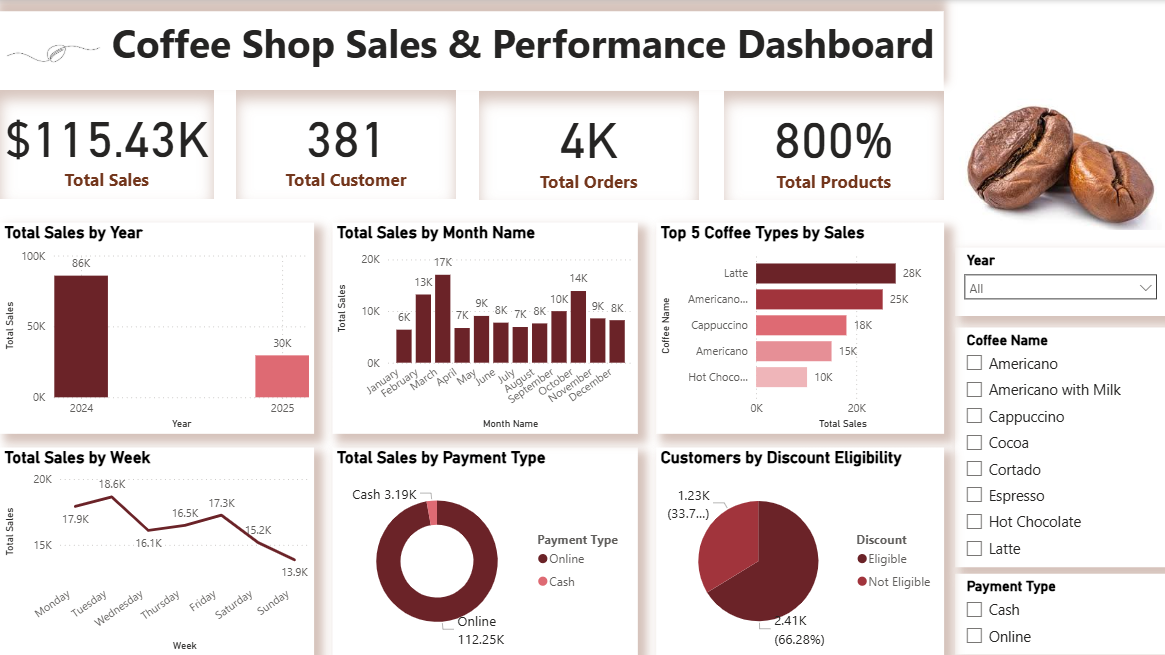 Coffee Shop Sales & Performance Dashboard
$115.43K
Total Sales
381
Total Customer
4K
Total Orders
800%
Total Products
Total Sales by Year
100K
50K
0K
Total Sales
86K
30K
2024
2025
Year
Total Sales by Month Name
20K
10K
0K
Total Sales
6K
13K
17K
7K
9K
8K
7K
8K
10K
14K
9K
8K
January
February
March
April
May
June
July
August
September
October
November
December
Month Name
Top 5 Coffee Types by Sales
Coffee Name
Latte
28K
Americano...
25K
Cappuccino
18K
Americano
15K
Hot Choco...
10K
0K
20K
Total Sales
Year
All
Coffee Name
Americano
Americano with Milk
Cappuccino
Cocoa
Cortado
Espresso
Hot Chocolate
Latte
Payment Type
Cash
Online
Total Sales by Week
20K
15K
Total Sales
17.9K
18.6K
16.1K
16.5K
17.3K
15.2K
13.9K
Monday
Tuesday
Wednesday
Thursday
Friday
Saturday
Sunday
Week
Total Sales by Payment Type
Cash 3.19K
Online
112.25K
Payment Type
Online
Cash
Customers by Discount Eligibility
1.23K
(33.7...)
2.41K
(66.28%)
Discount
Eligible
Not Eligible